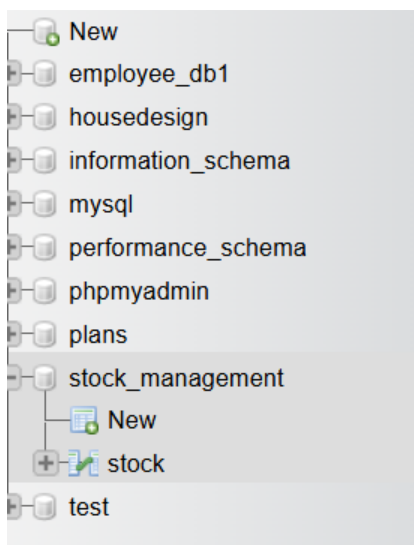 New
employee_db1
housedesign
information_schema
mysql
performance_schema
phpmyadmin
plans
stock_management
New
stock
test